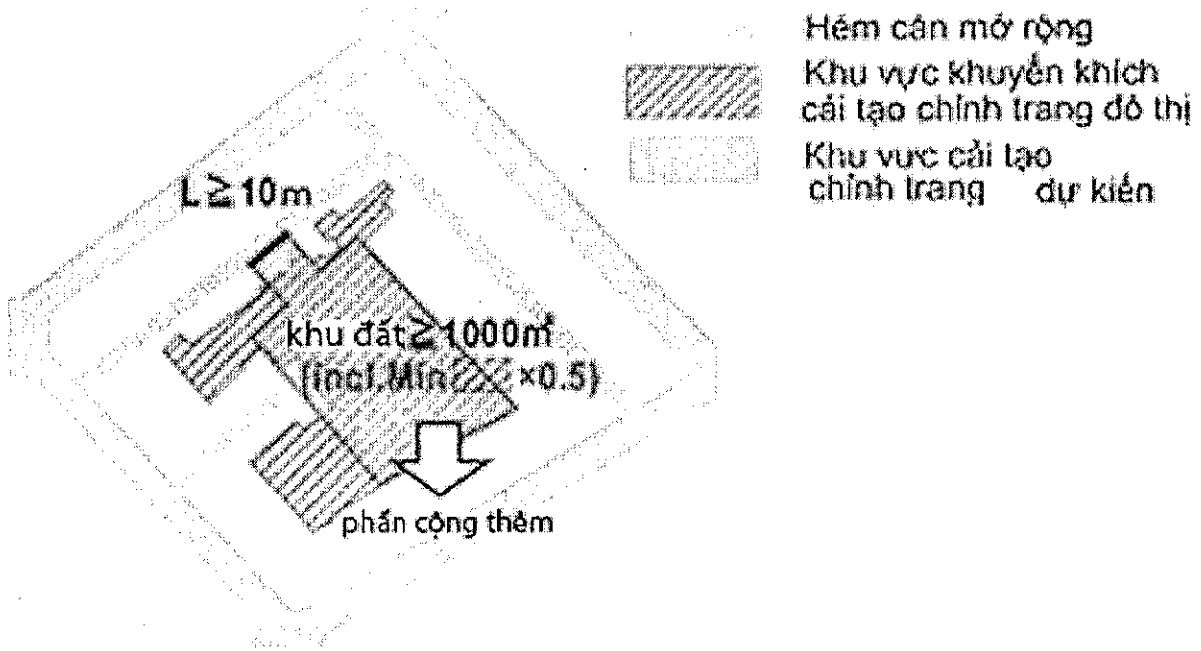 Hẻm cần mở rộng
Khu vực khuyến khích
cải tạo chỉnh trang đô thị
Khu vực cải tạo
chỉnh trang dự kiến
L≧10m
khu đất≧1000㎡
(incl.Min ×0.5)
phần cộng thêm